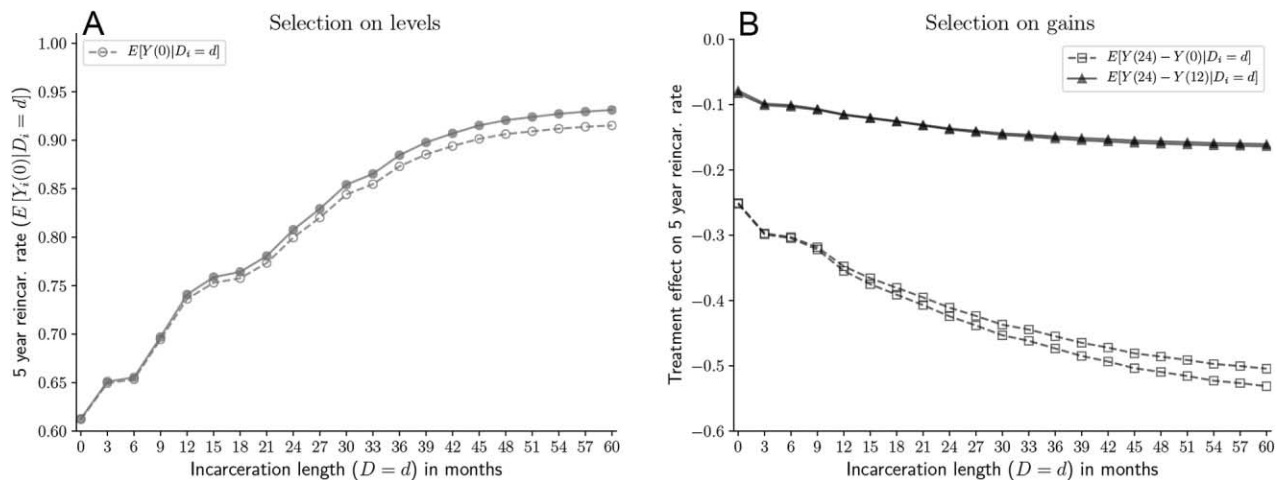 A
Selection on levels
E[Y(0)|D_i = d]
5 year reincar. rate (E[Y_i(0)|D_i = d])
1.00
0.95
0.90
0.85
0.80
0.75
0.70
0.65
0.60
0 3 6 9 12 15 18 21 24 27 30 33 36 39 42 45 48 51 54 57 60
Incarceration length (D = d) in months
B
Selection on gains
E[Y(24) − Y(0)|D_i = d]
E[Y(24) − Y(12)|D_i = d]
Treatment effect on 5 year reincar. rate
0.0
−0.1
−0.2
−0.3
−0.4
−0.5
−0.6
0 3 6 9 12 15 18 21 24 27 30 33 36 39 42 45 48 51 54 57 60
Incarceration length (D = d) in months